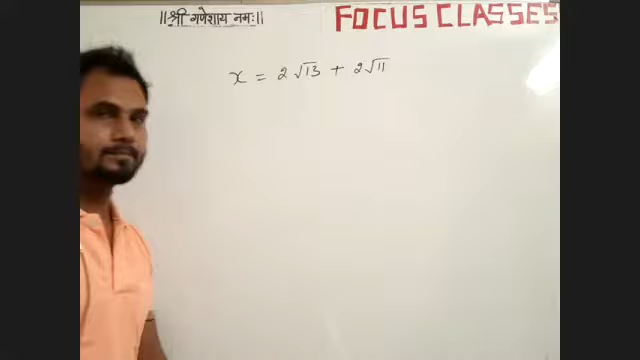 ॥श्री गणेशाय नमः॥
FOCUS CLASSES
x = 2√13 + 2√11